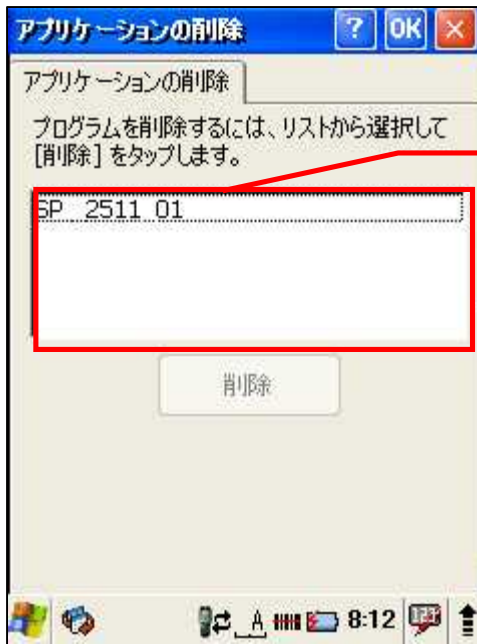 アプリケーションの削除 ? OK ×
アプリケーションの削除
プログラムを削除するには、リストから選択して
[削除] をタップします。
SP 2511 01
削除
A 8:12